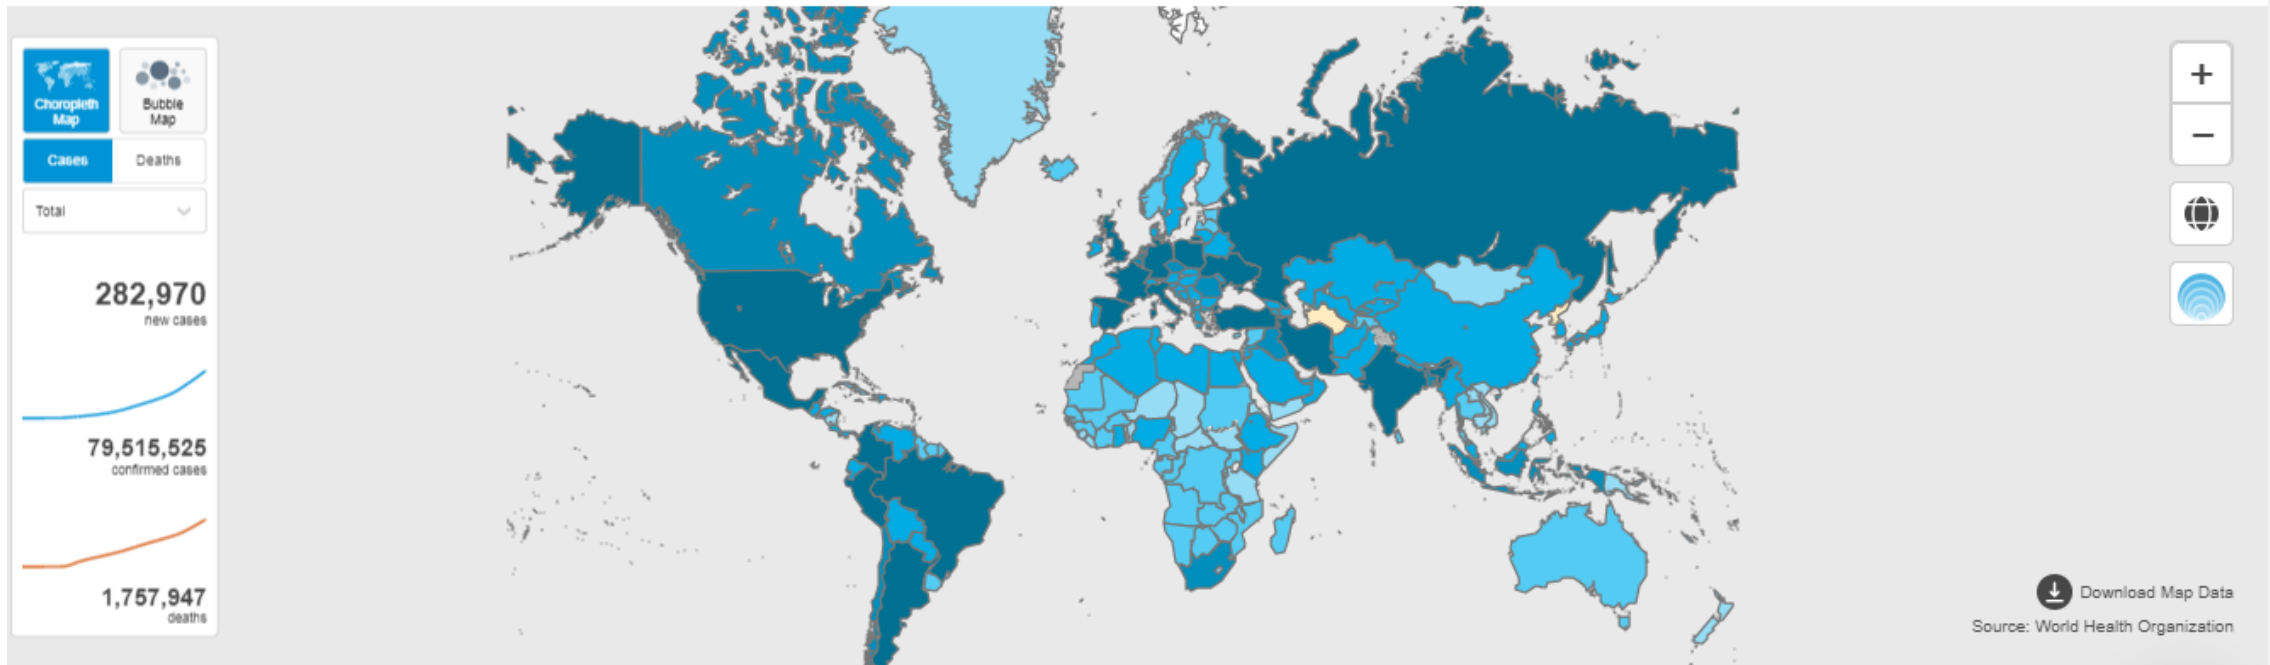 Choropleth
Map
Bubble
Map
Cases
Deaths
Total
282,970
new cases
79,515,525
confirmed cases
1,757,947
deaths
+
−
Download Map Data
Source: World Health Organization